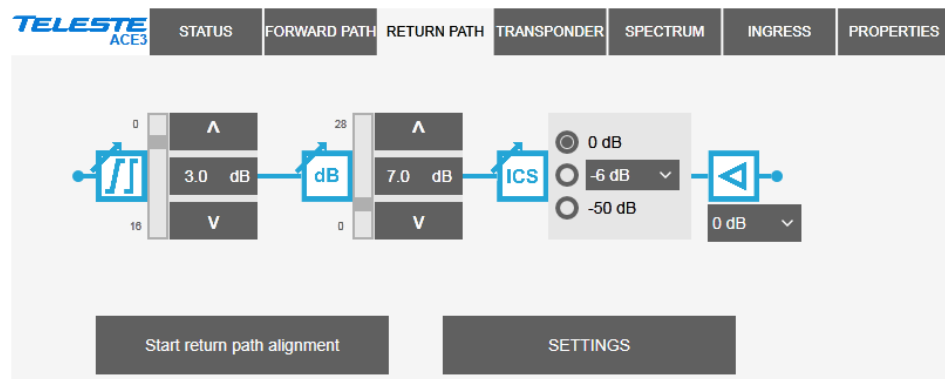 TELESTE
ACE3
STATUS
FORWARD PATH
RETURN PATH
TRANSPONDER
SPECTRUM
INGRESS
PROPERTIES
0
16
Λ
3.0 dB
V
dB
28
0
Λ
7.0 dB
V
ICS
0 dB
-6 dB
-50 dB
0 dB
Start return path alignment
SETTINGS